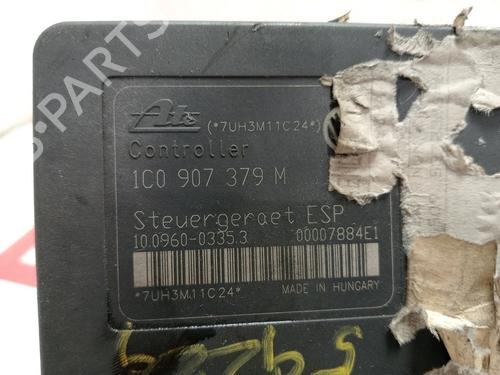 B-PARTS
Ate (*7UH3M11C24*)
Controller
1C0 907 379 M
Steuergeraet ESP
10.0960-0335.3 00007884E1
*7UH3M11C24* MADE IN HUNGARY